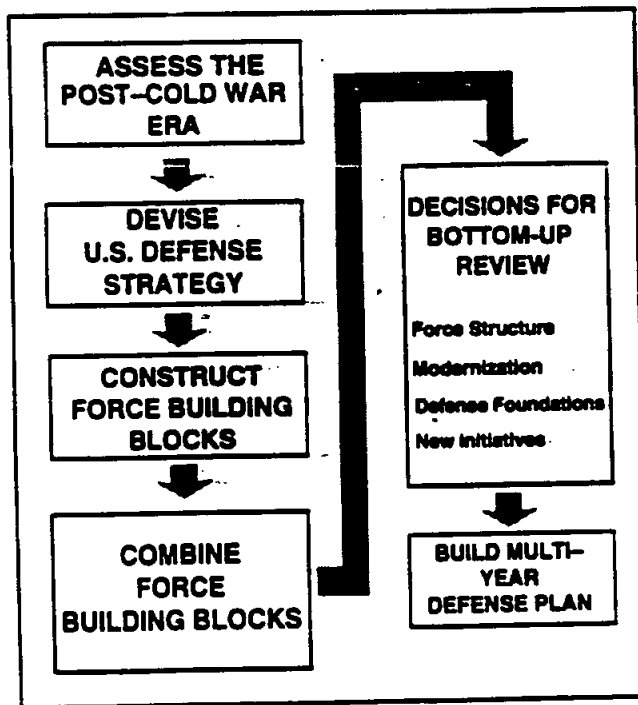 ASSESS THE
POST–COLD WAR
ERA
DEVISE
U.S. DEFENSE
STRATEGY
CONSTRUCT
FORCE BUILDING
BLOCKS
COMBINE
FORCE
BUILDING BLOCKS
DECISIONS FOR
BOTTOM-UP
REVIEW
Force Structure
Modernization
Defense Foundations
New Initiatives
BUILD MULTI–
YEAR
DEFENSE PLAN